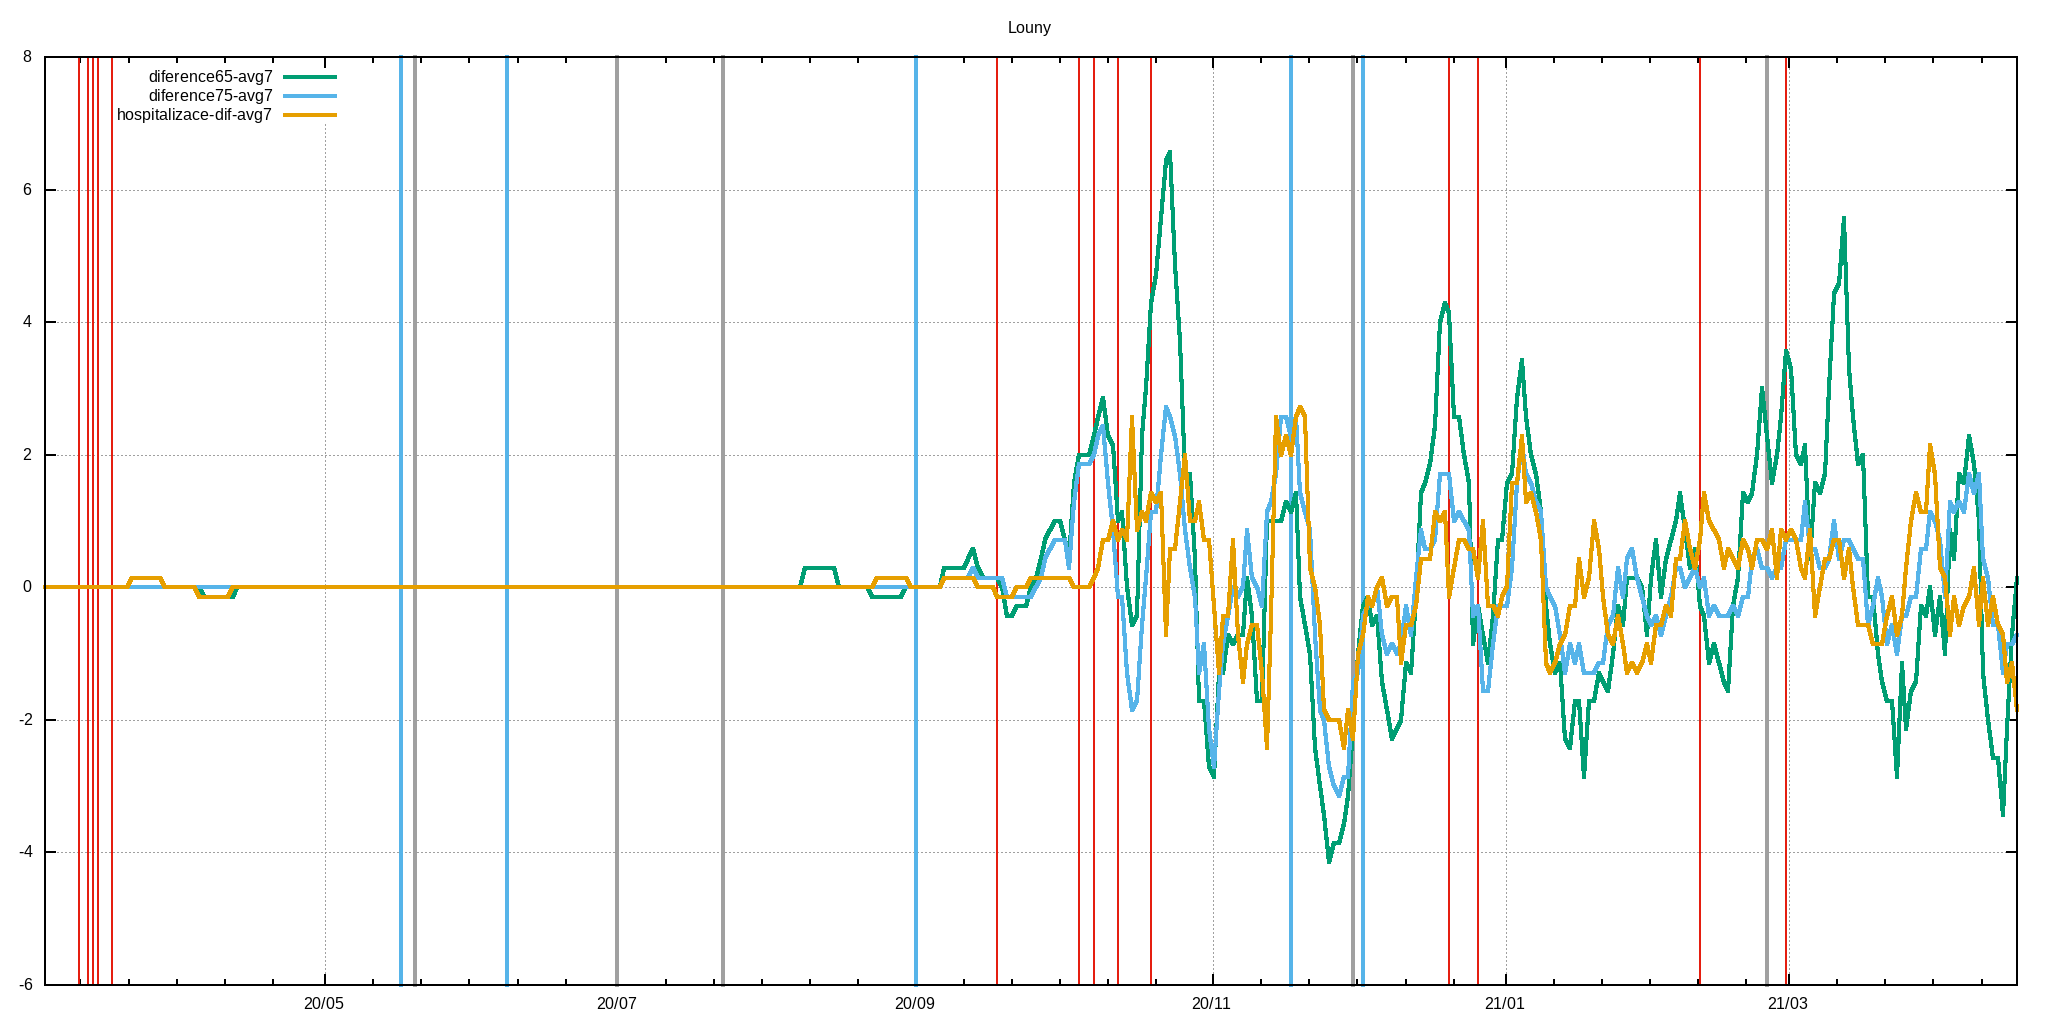 Louny
8
diference65-avg7
diference75-avg7
hospitalizace-dif-avg7
6
4
2
0
-2
-4
-6
20/05 20/07 20/09 20/11 21/01 21/03